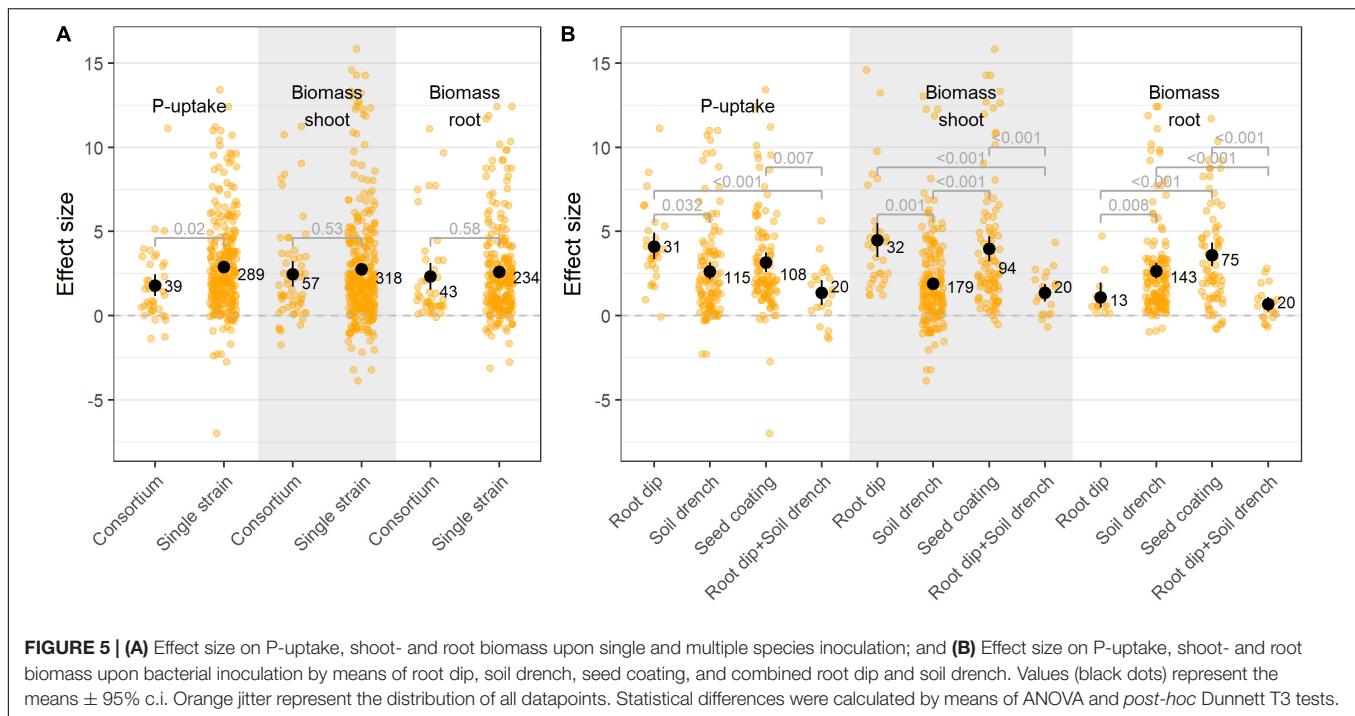 A
B
Effect size
15
10
5
0
-5
P-uptake
Biomass
shoot
Biomass
root
0.02
0.53
0.58
39
289
57
318
43
234
Consortium
Single strain
Consortium
Single strain
Consortium
Single strain
Effect size
15
10
5
0
-5
P-uptake
Biomass
shoot
Biomass
root
0.007
<0.001
0.032
<0.001
<0.001
<0.001
0.001
<0.001
<0.001
<0.001
0.008
31
115
108
20
32
179
94
20
13
143
75
20
Root dip
Soil drench
Seed coating
Root dip+Soil drench
Root dip
Soil drench
Seed coating
Root dip+Soil drench
Root dip
Soil drench
Seed coating
Root dip+Soil drench
FIGURE 5 | (A) Effect size on P-uptake, shoot- and root biomass upon single and multiple species inoculation; and (B) Effect size on P-uptake, shoot- and root
biomass upon bacterial inoculation by means of root dip, soil drench, seed coating, and combined root dip and soil drench. Values (black dots) represent the
means ± 95% c.i. Orange jitter represent the distribution of all datapoints. Statistical differences were calculated by means of ANOVA and post-hoc Dunnett T3 tests.